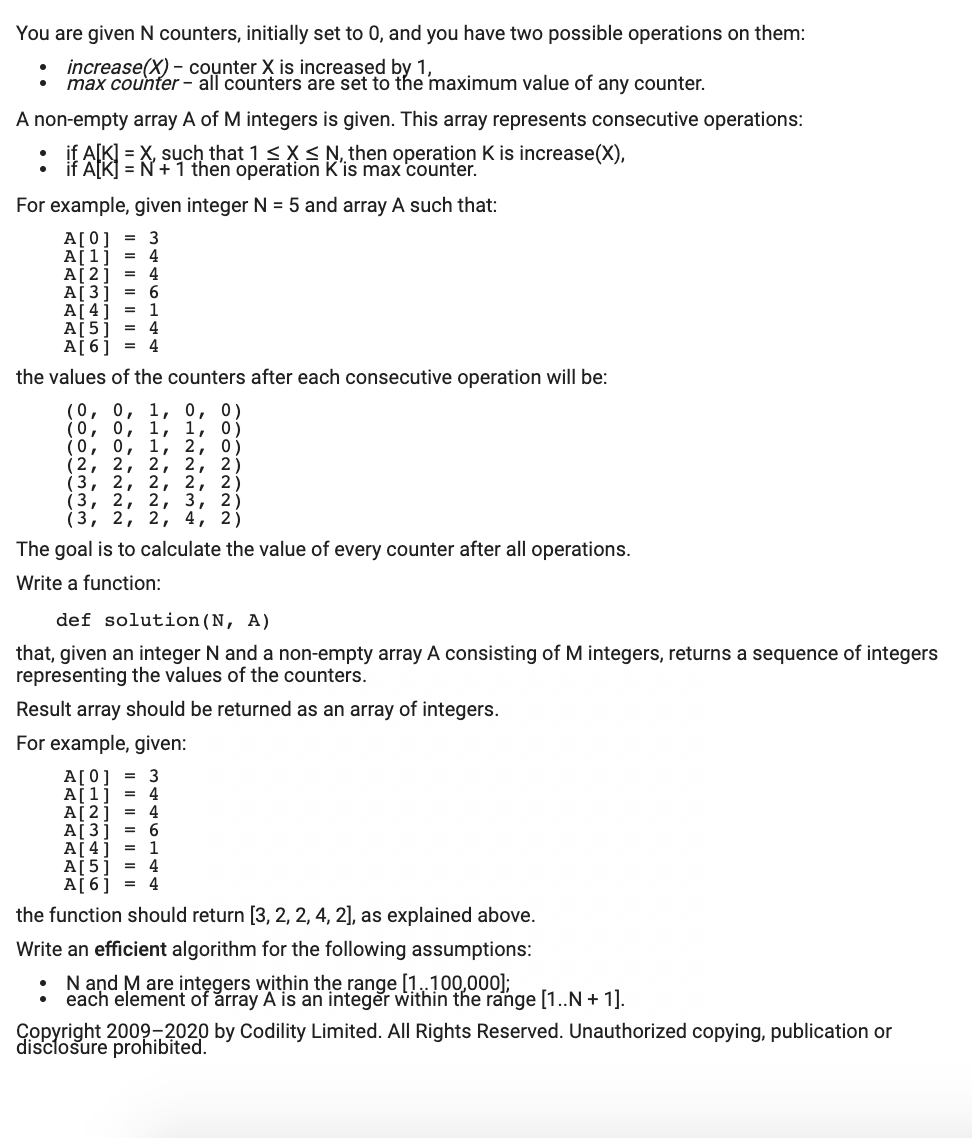 You are given N counters, initially set to 0, and you have two possible operations on them:
• increase(X) − counter X is increased by 1,
• max counter − all counters are set to the maximum value of any counter.
A non-empty array A of M integers is given. This array represents consecutive operations:
• if A[K] = X, such that 1 ≤ X ≤ N, then operation K is increase(X),
• if A[K] = N + 1 then operation K is max counter.
For example, given integer N = 5 and array A such that:
A[0] = 3
A[1] = 4
A[2] = 4
A[3] = 6
A[4] = 1
A[5] = 4
A[6] = 4
the values of the counters after each consecutive operation will be:
(0, 0, 1, 0, 0)
(0, 0, 1, 1, 0)
(0, 0, 1, 2, 0)
(2, 2, 2, 2, 2)
(3, 2, 2, 2, 2)
(3, 2, 2, 3, 2)
(3, 2, 2, 4, 2)
The goal is to calculate the value of every counter after all operations.
Write a function:
def solution(N, A)
that, given an integer N and a non-empty array A consisting of M integers, returns a sequence of integers
representing the values of the counters.
Result array should be returned as an array of integers.
For example, given:
A[0] = 3
A[1] = 4
A[2] = 4
A[3] = 6
A[4] = 1
A[5] = 4
A[6] = 4
the function should return [3, 2, 2, 4, 2], as explained above.
Write an efficient algorithm for the following assumptions:
• N and M are integers within the range [1..100,000];
• each element of array A is an integer within the range [1..N + 1].
Copyright 2009–2020 by Codility Limited. All Rights Reserved. Unauthorized copying, publication or
disclosure prohibited.